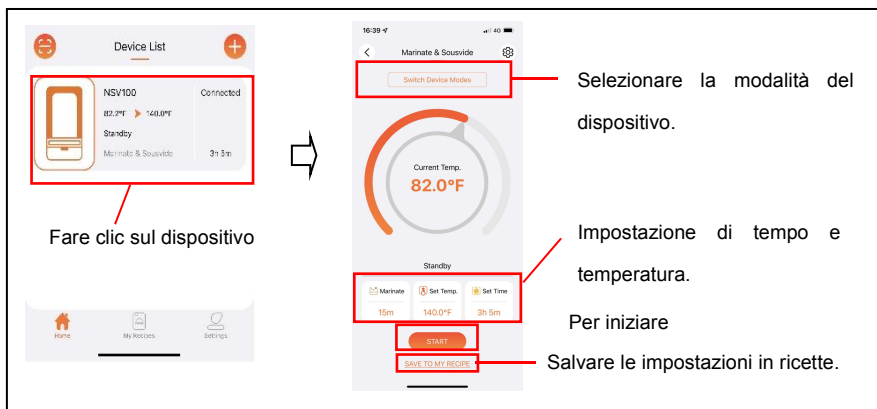 Device List
NSV100
Connected
82.2°F
140.0°F
Standby
Marinate & Sousvide
3h 5m
Fare clic sul dispositivo
Home
My Recipes
Settings
16:39
40
Marinate & Sousvide
Switch Device Modes
Current Temp.
82.0°F
Standby
Marinate
Set Temp.
Set Time
15m
140.0°F
3h 5m
START
SAVE TO MY RECIPE
Selezionare la modalità del
dispositivo.
Impostazione di tempo e
temperatura.
Per iniziare
Salvare le impostazioni in ricette.